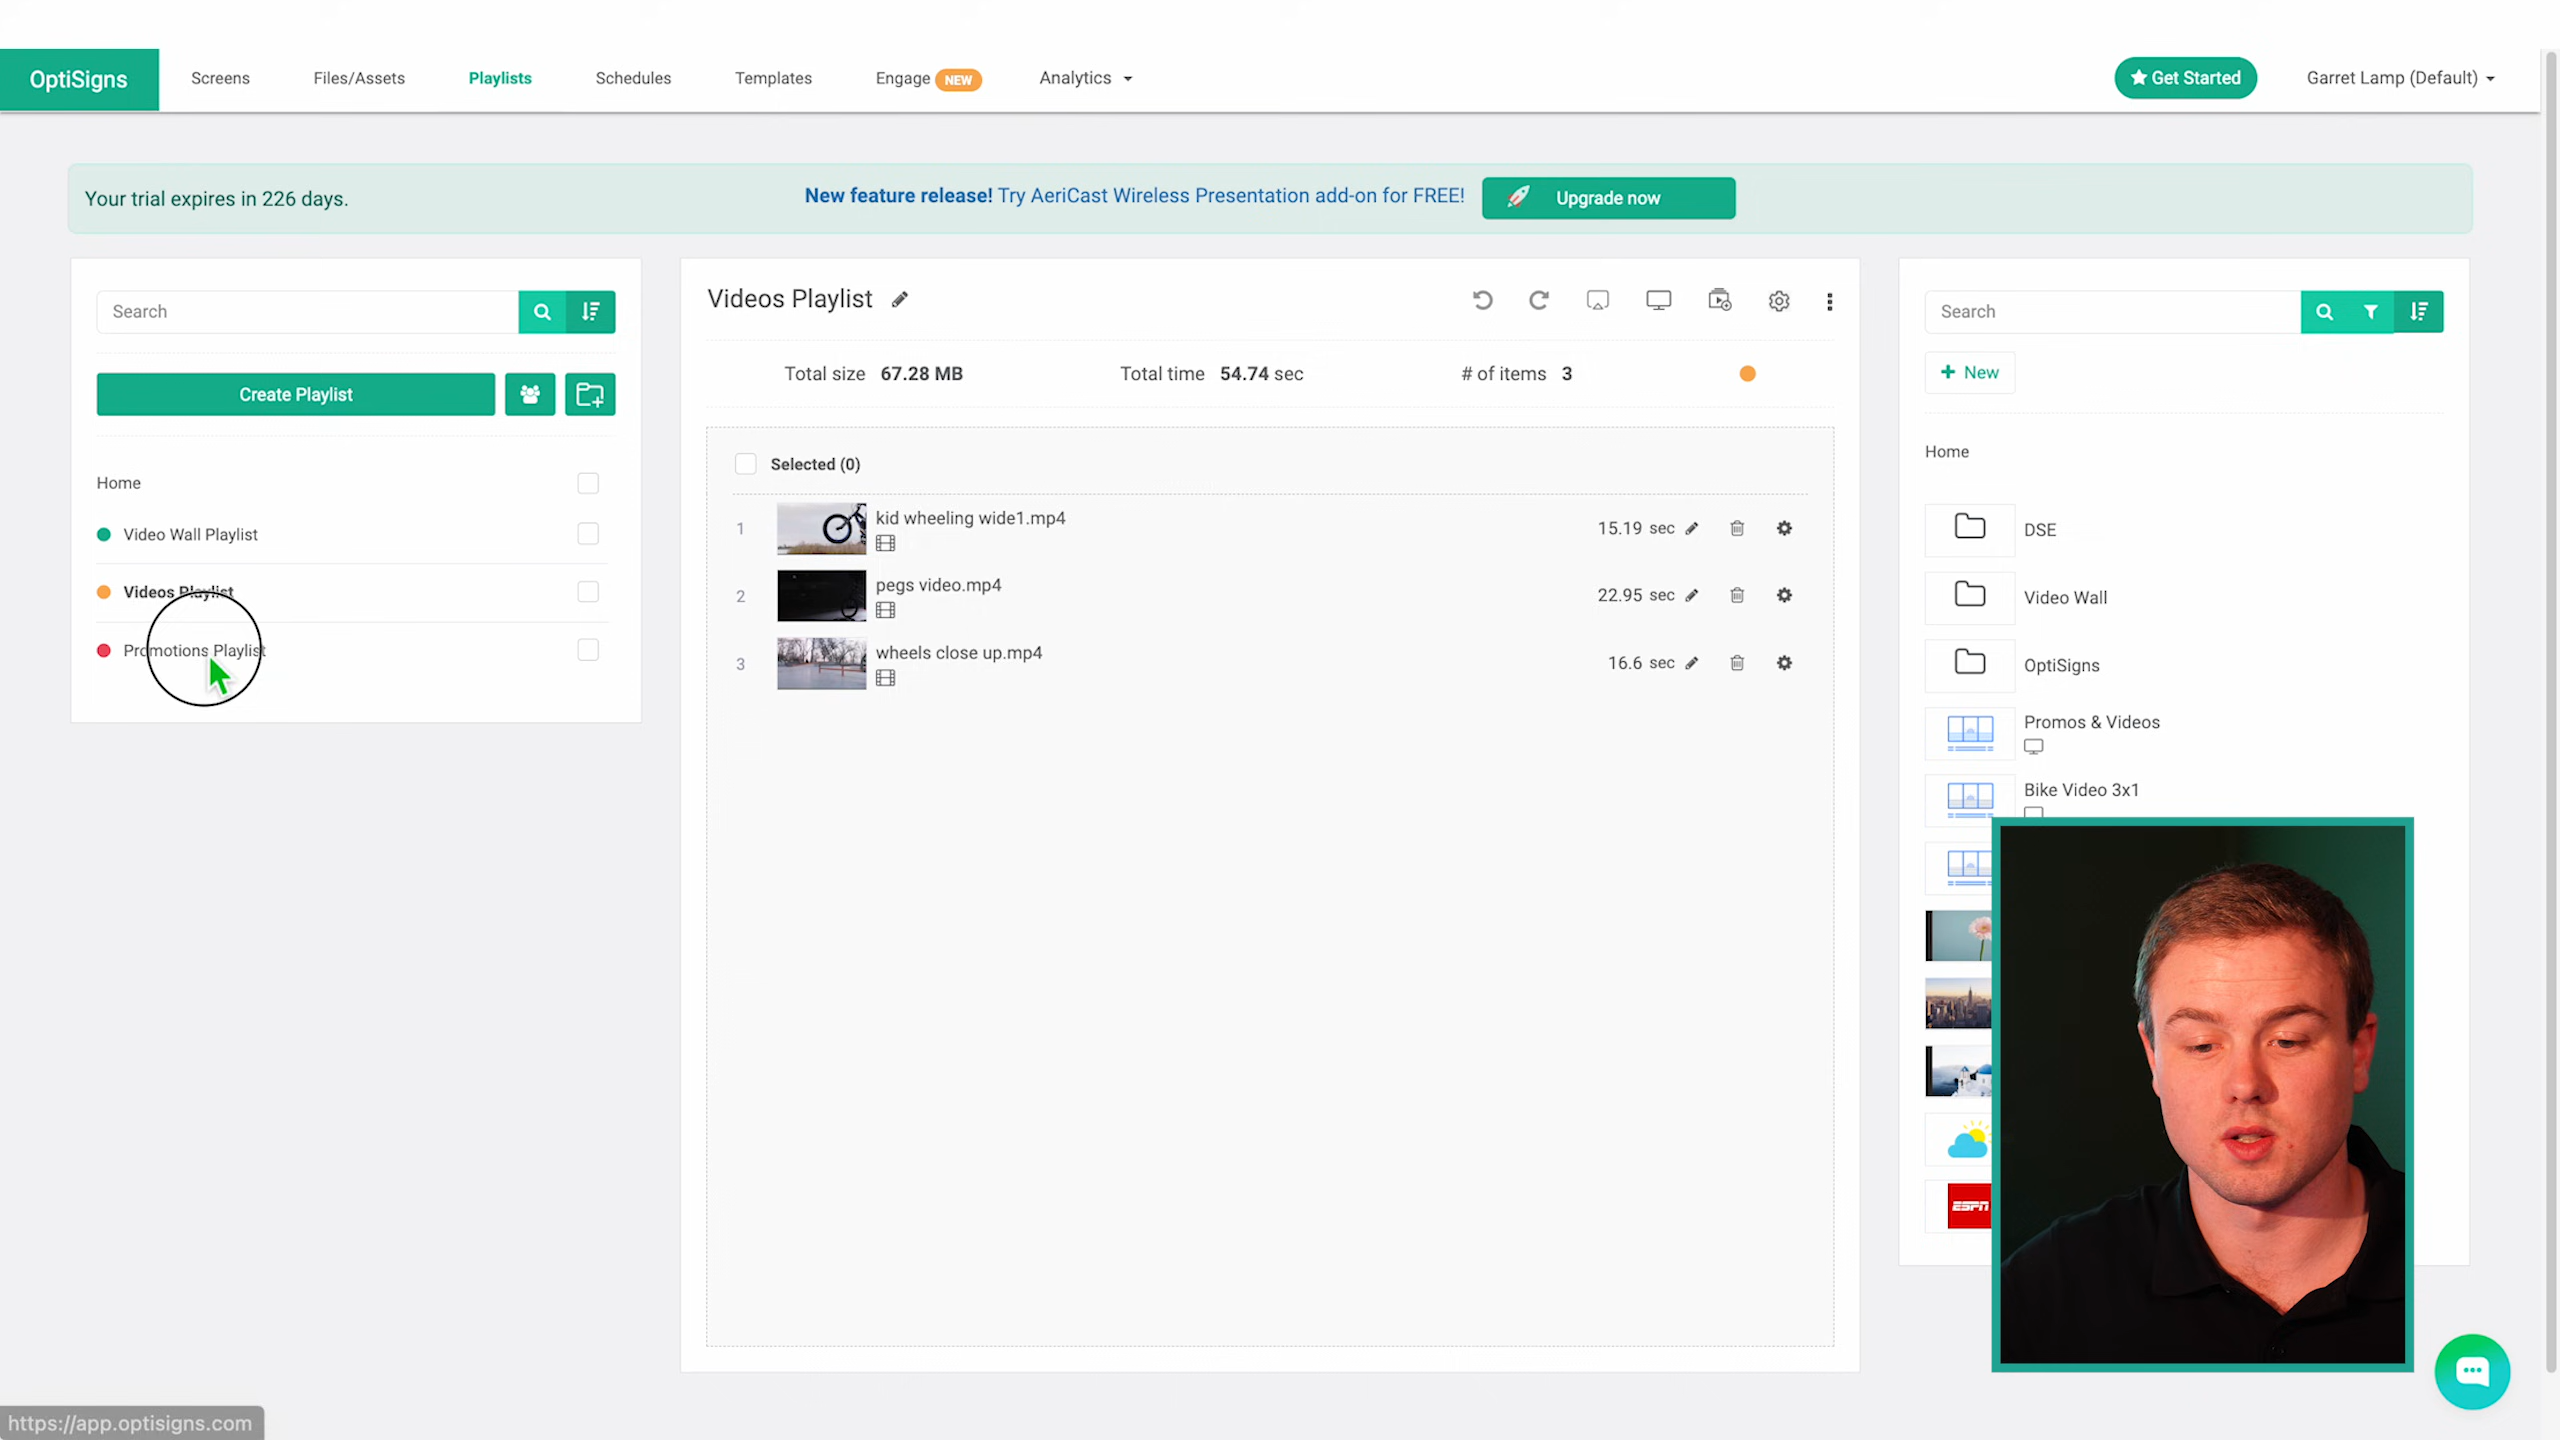 OptiSigns
Screens
Files/Assets
Playlists
Schedules
Templates
Engage NEW
Analytics
Get Started
Garret Lamp (Default)
Your trial expires in 226 days.
New feature release! Try AeriCast Wireless Presentation add-on for FREE!
Upgrade now
Search
Create Playlist
Home
Video Wall Playlist
Videos Playlist
Promotions Playlist
Videos Playlist
Total size 67.28 MB
Total time 54.74 sec
# of items 3
Selected (0)
1
kid wheeling wide1.mp4
15.19 sec
2
pegs video.mp4
22.95 sec
3
wheels close up.mp4
16.6 sec
Search
+ New
Home
DSE
Video Wall
OptiSigns
Promos & Videos
Bike Video 3x1
ESPN
https://app.optisigns.com